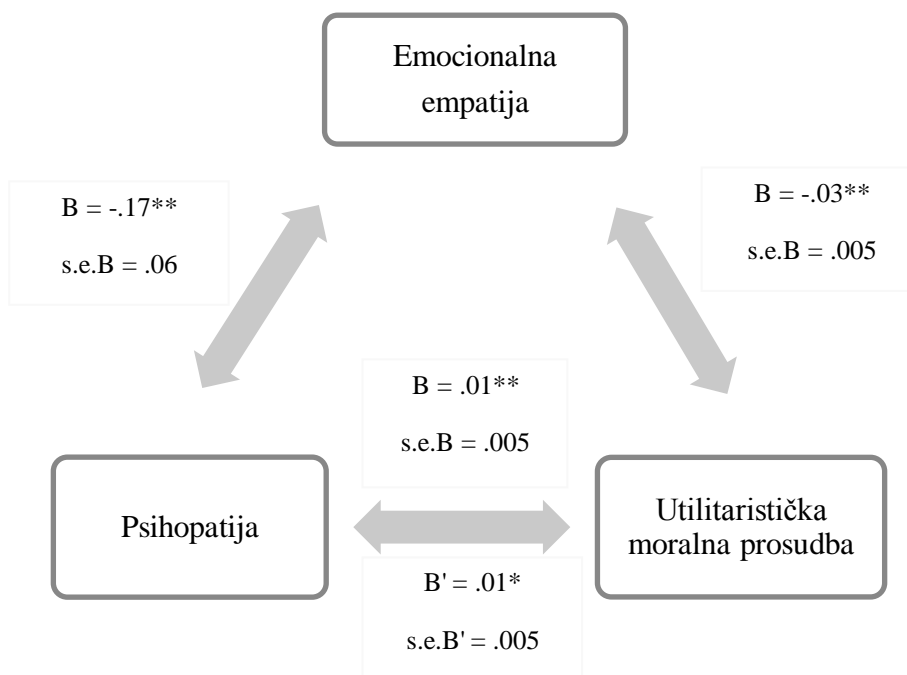 Emocionalna
empatija
B = -.17**
s.e.B = .06
B = -.03**
s.e.B = .005
B = .01**
s.e.B = .005
Psihopatija
Utilitaristička
moralna prosudba
B' = .01*
s.e.B' = .005